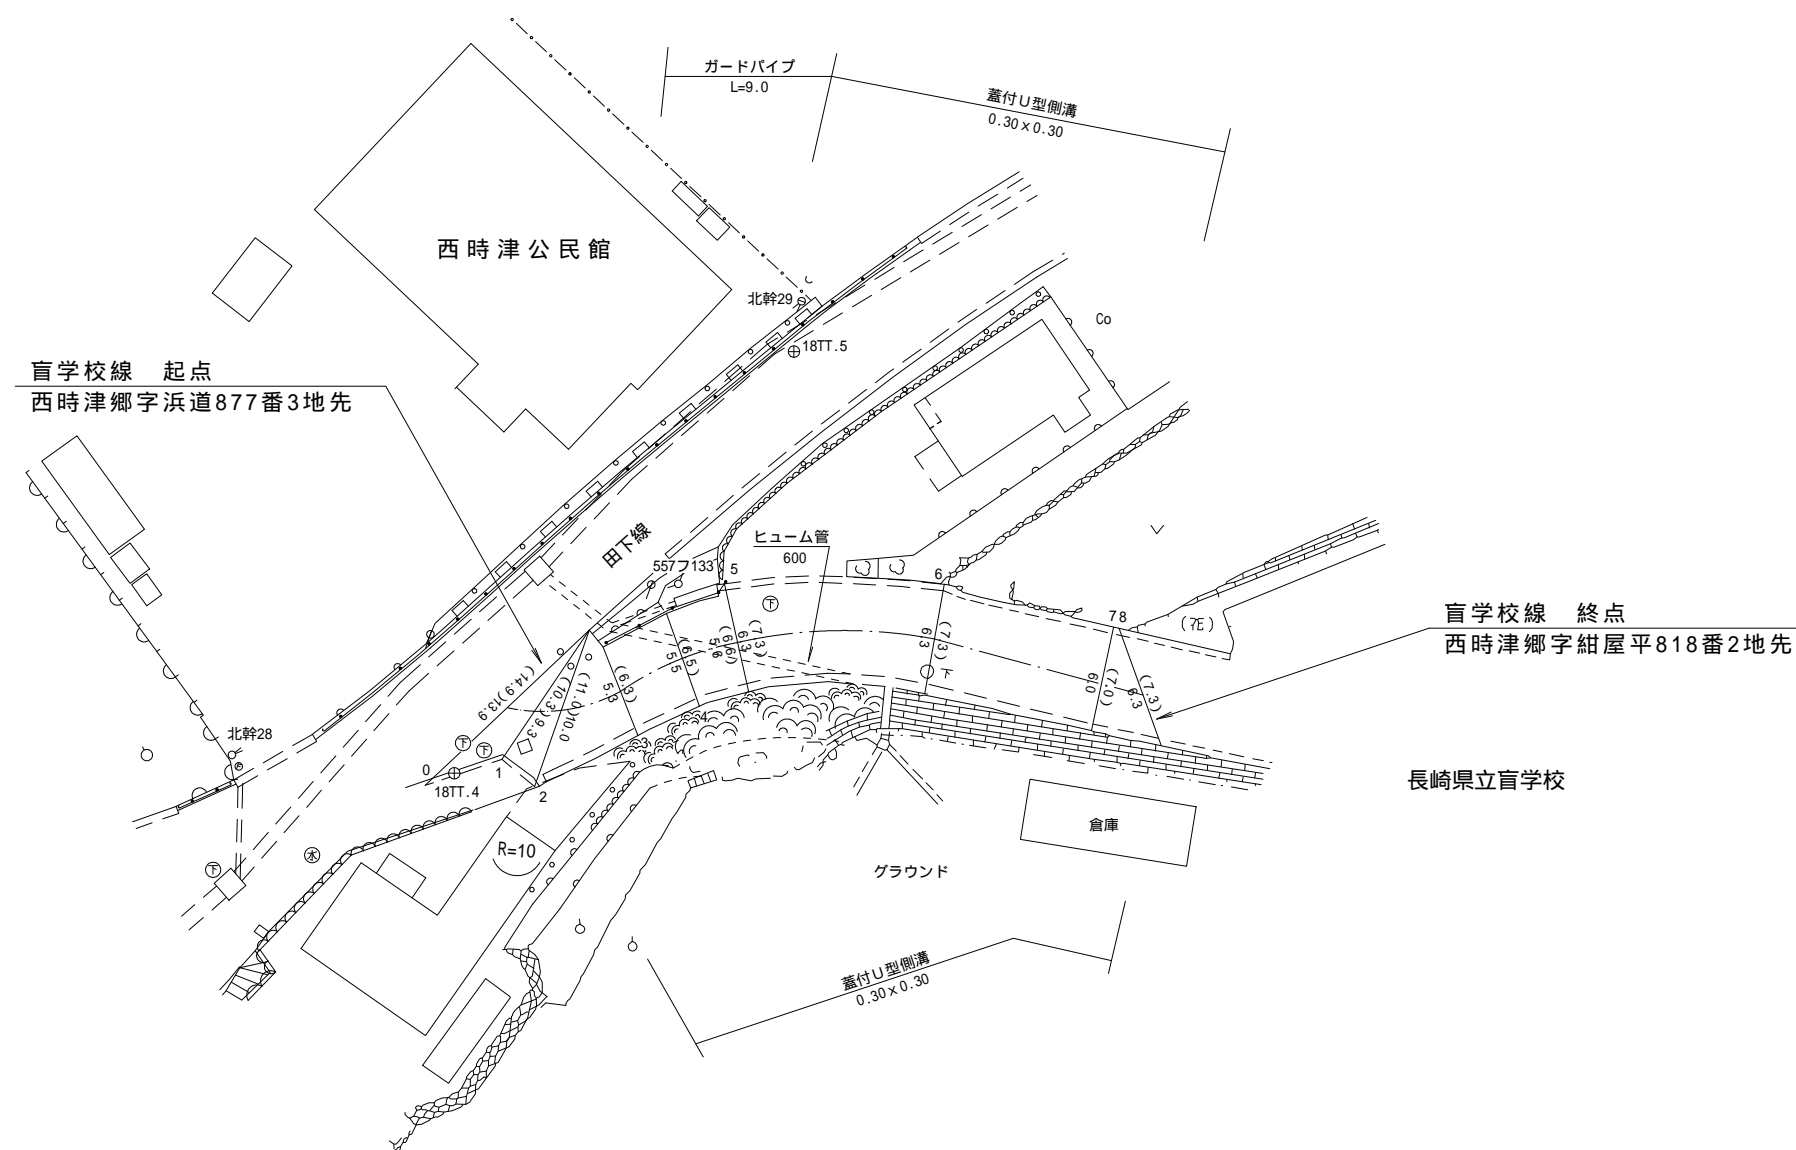 ガードパイプ
L=9.0
蓋付U型側溝
0.30×0.30
西時津公民館
北幹29
18TT.5
Co
盲学校線 起点
西時津郷字浜道877番3地先
田下線
ヒューム管
600
557フ133
5
6
78
下
盲学校線 終点
西時津郷字紺屋平818番2地先
(6.3)
5.3
(6.5)
5.5
(6.6)
5.6
(7.3)
6.3
(7.3)
6.3
下
(7.0)
6.0
(7.3)
6.3
(14.9)13.9
(10.3)9.3
(11.0)10.0
4
北幹28
下
下
0
1
2
18TT.4
長崎県立盲学校
倉庫
R=10
水
下
グラウンド
蓋付U型側溝
0.30×0.30